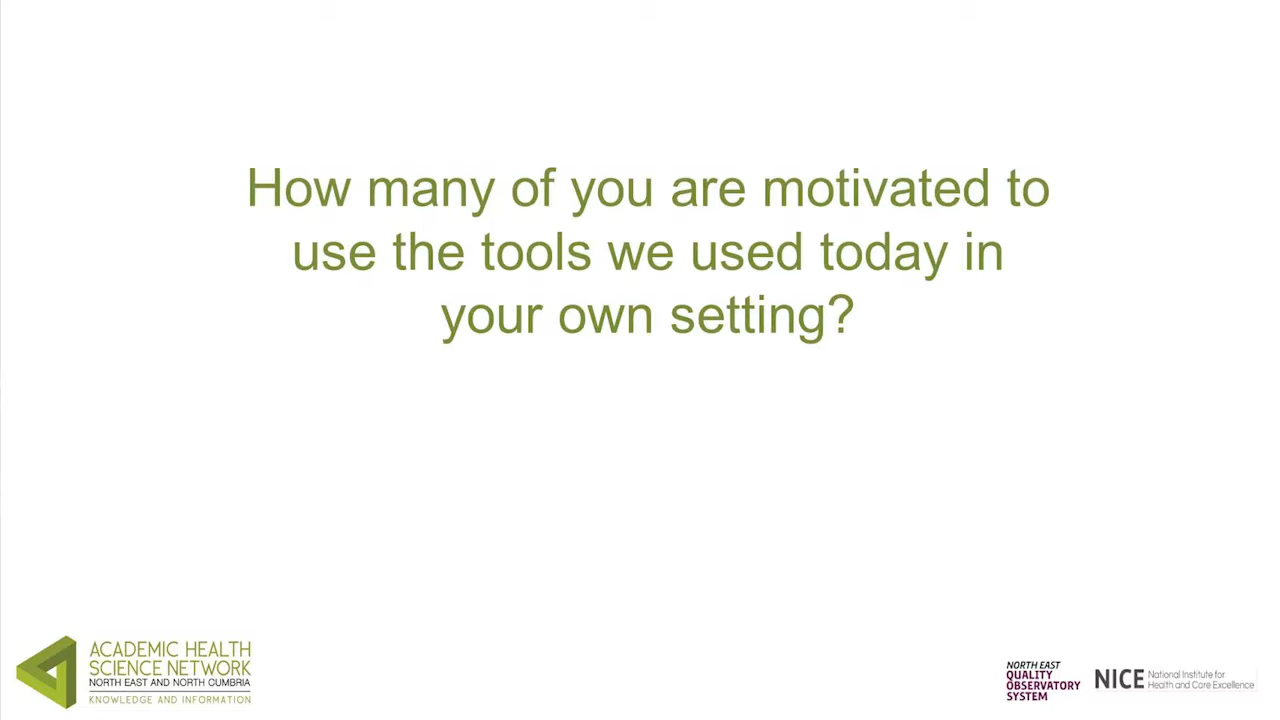 How many of you are motivated to
use the tools we used today in
your own setting?
ACADEMIC HEALTH
SCIENCE NETWORK
NORTH EAST AND NORTH CUMBRIA
KNOWLEDGE AND INFORMATION
NORTH EAST
QUALITY
OBSERVATORY
SYSTEM
NICE
National Institute for
Health and Care Excellence